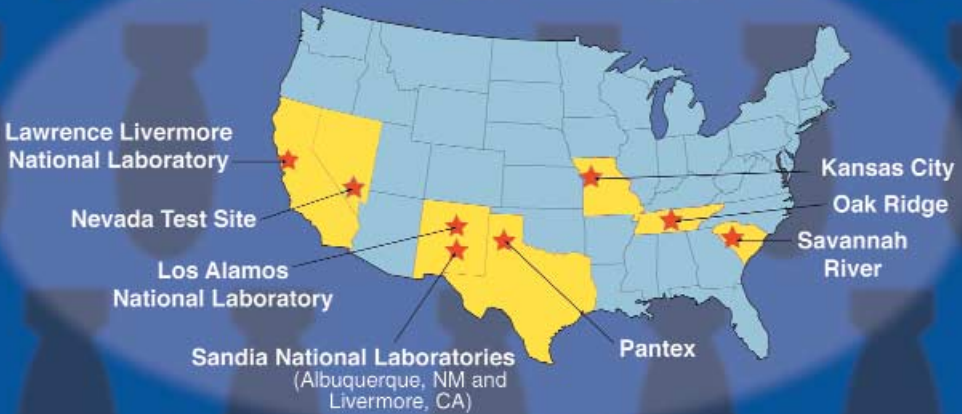 Lawrence Livermore
National Laboratory
Nevada Test Site
Los Alamos
National Laboratory
Sandia National Laboratories
(Albuquerque, NM and
Livermore, CA)
Pantex
Kansas City
Oak Ridge
Savannah
River